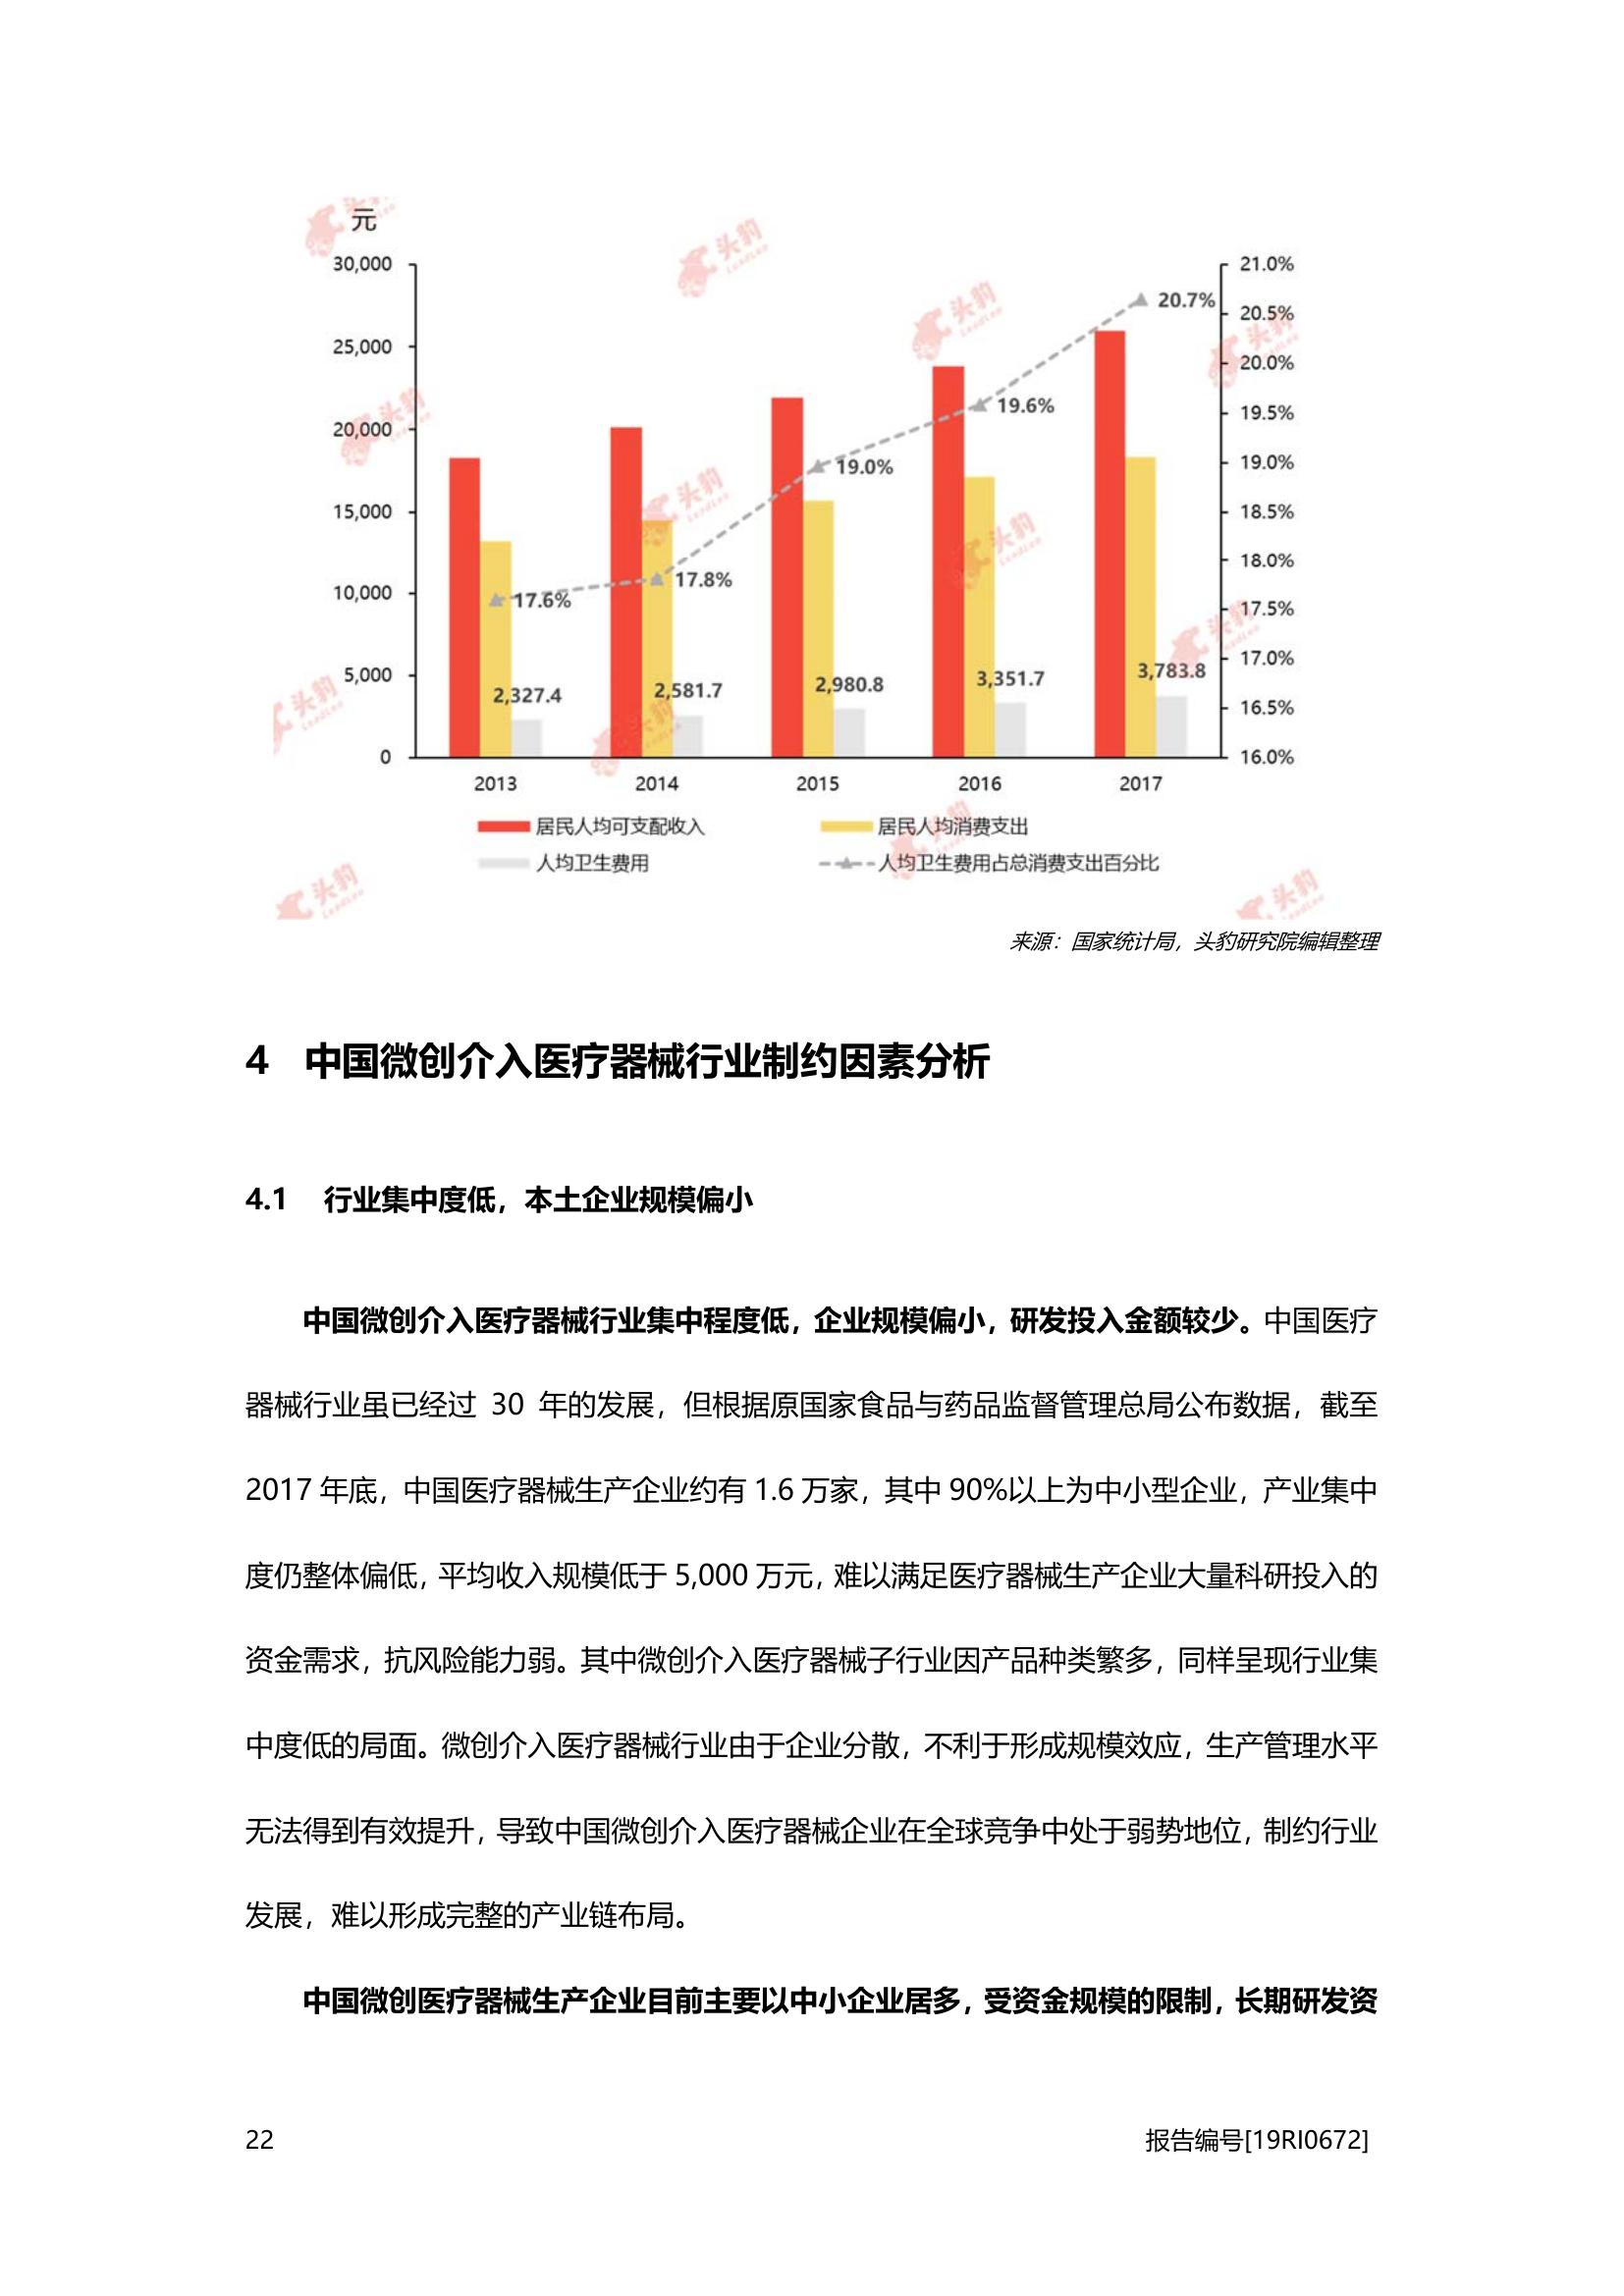 元
30,000
25,000
20,000
15,000
10,000
5,000
0
21.0%
20.5%
20.0%
19.5%
19.0%
18.5%
18.0%
17.5%
17.0%
16.5%
16.0%
17.6%
17.8%
19.0%
19.6%
20.7%
2,327.4
2,581.7
2,980.8
3,351.7
3,783.8
2013 2014 2015 2016 2017
居民人均可支配收入 居民人均消费支出
人均卫生费用 人均卫生费用占总消费支出百分比
头豹
LeadLeo
来源：国家统计局，头豹研究院编辑整理
4 中国微创介入医疗器械行业制约因素分析
4.1 行业集中度低，本土企业规模偏小
中国微创介入医疗器械行业集中程度低，企业规模偏小，研发投入金额较少。中国医疗
器械行业虽已经过 30 年的发展，但根据原国家食品与药品监督管理总局公布数据，截至
2017 年底，中国医疗器械生产企业约有 1.6 万家，其中 90%以上为中小型企业，产业集中
度仍整体偏低，平均收入规模低于 5,000 万元，难以满足医疗器械生产企业大量科研投入的
资金需求，抗风险能力弱。其中微创介入医疗器械子行业因产品种类繁多，同样呈现行业集
中度低的局面。微创介入医疗器械行业由于企业分散，不利于形成规模效应，生产管理水平
无法得到有效提升，导致中国微创介入医疗器械企业在全球竞争中处于弱势地位，制约行业
发展，难以形成完整的产业链布局。
中国微创医疗器械生产企业目前主要以中小企业居多，受资金规模的限制，长期研发资
22 报告编号[19RI0672]